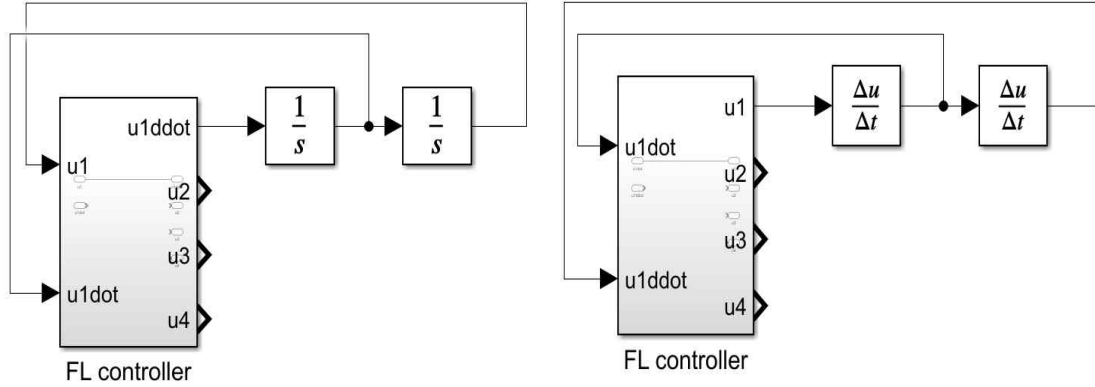 u1ddot
1
s
1
s
u1
u2
u3
u1dot
u4
FL controller
u1
Δu
Δt
Δu
Δt
u1dot
u2
u3
u1ddot
u4
FL controller